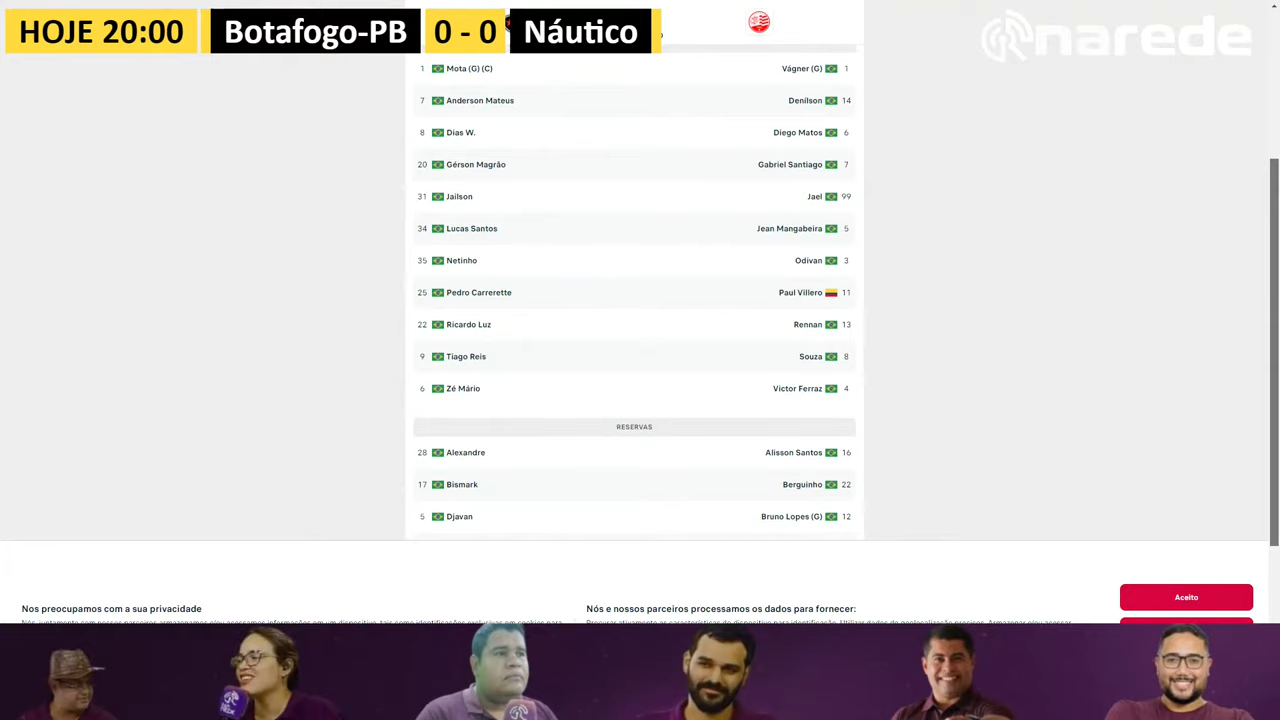 HOJE 20:00 Botafogo-PB 0 - 0 Náutico
narede
1 Mota (G) (C) Vágner (G) 1
7 Anderson Mateus Denílson 14
8 Dias W. Diego Matos 6
20 Gérson Magrão Gabriel Santiago 7
31 Jailson Jael 99
34 Lucas Santos Jean Mangabeira 5
35 Netinho Odivan 3
25 Pedro Carrerette Paul Villero 11
22 Ricardo Luz Rennan 13
9 Tiago Reis Souza 8
6 Zé Mário Victor Ferraz 4
RESERVAS
28 Alexandre Alisson Santos 16
17 Bismark Berguinho 22
5 Djavan Bruno Lopes (G) 12
Aceito
Nos preocupamos com a sua privacidade Nós e nossos parceiros processamos os dados para fornecer: